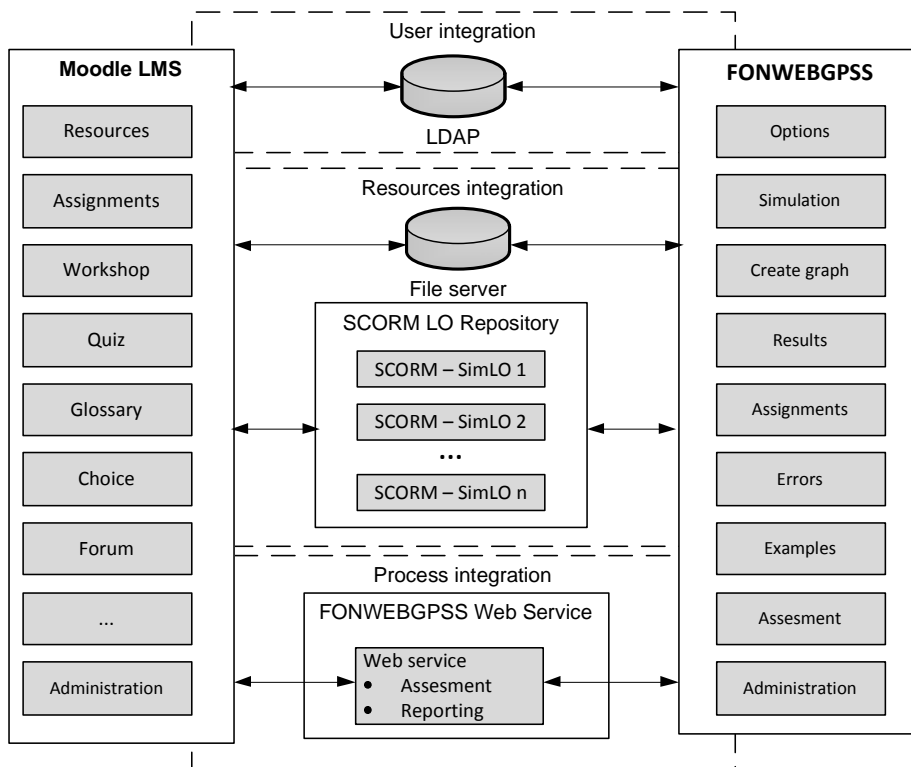 User integration
Moodle LMS
FONWEBGPSS
LDAP
Resources
Assignments
Workshop
Quiz
Glossary
Choice
Forum
...
Administration
Resources integration
File server
SCORM LO Repository
SCORM – SimLO 1
SCORM – SimLO 2
...
SCORM – SimLO n
Process integration
FONWEBGPSS Web Service
Web service
• Assesment
• Reporting
Options
Simulation
Create graph
Results
Assignments
Errors
Examples
Assesment
Administration